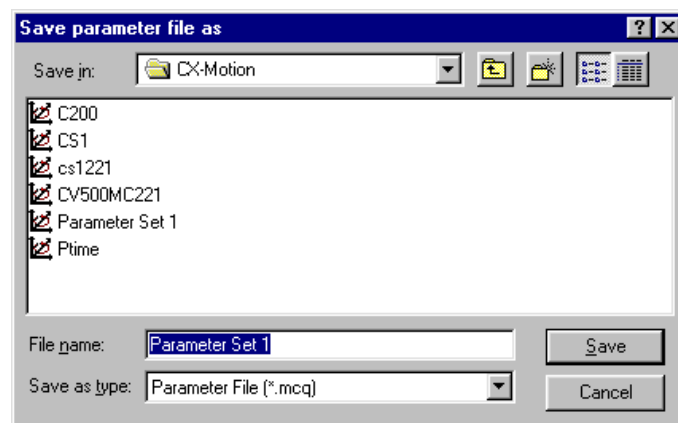 Save parameter file as
Save in: CX-Motion
C200
CS1
cs1221
CV500MC221
Parameter Set 1
Ptime
File name: Parameter Set 1 Save
Save as type: Parameter File (*.mcq) Cancel